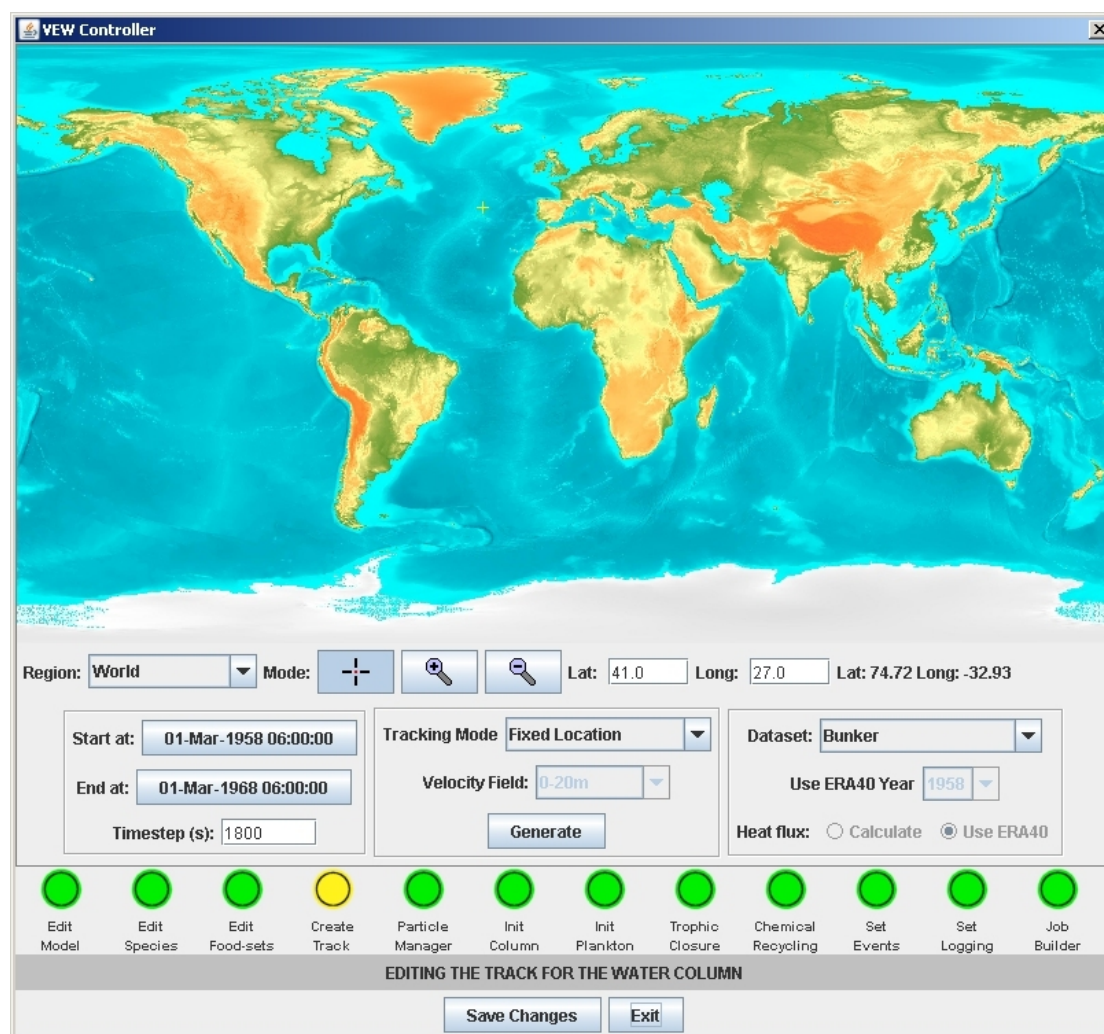 VEW Controller
Region: World Mode: Lat: 41.0 Long: 27.0 Lat: 74.72 Long: -32.93
Start at: 01-Mar-1958 06:00:00
End at: 01-Mar-1968 06:00:00
Timestep (s): 1800
Tracking Mode Fixed Location
Velocity Field: 0-20m
Generate
Dataset: Bunker
Use ERA40 Year 1958
Heat flux: Calculate Use ERA40
Edit Model
Edit Species
Edit Food-sets
Create Track
Particle Manager
Init Column
Init Plankton
Trophic Closure
Chemical Recycling
Set Events
Set Logging
Job Builder
EDITING THE TRACK FOR THE WATER COLUMN
Save Changes Exit